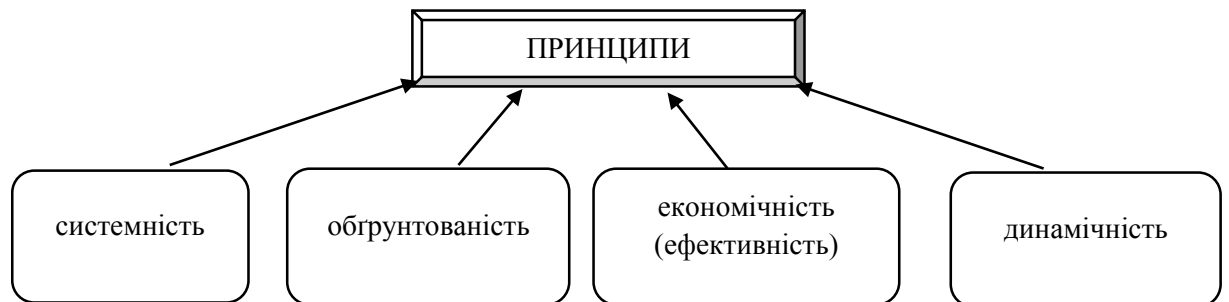 ПРИНЦИПИ
системність
обґрунтованість
економічність
(ефективність)
динамічність